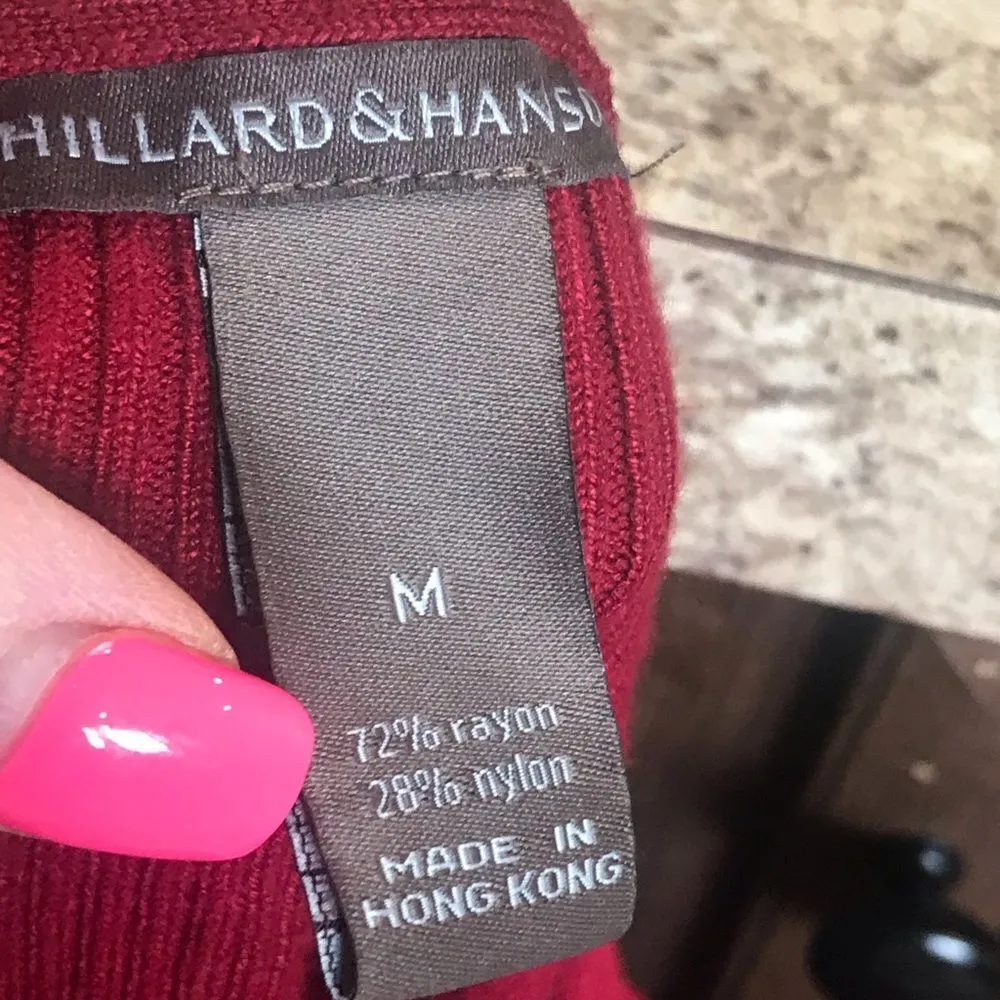 HILLARD & HANSO
M
72% rayon
28% nylon
MADE IN
HONG KONG